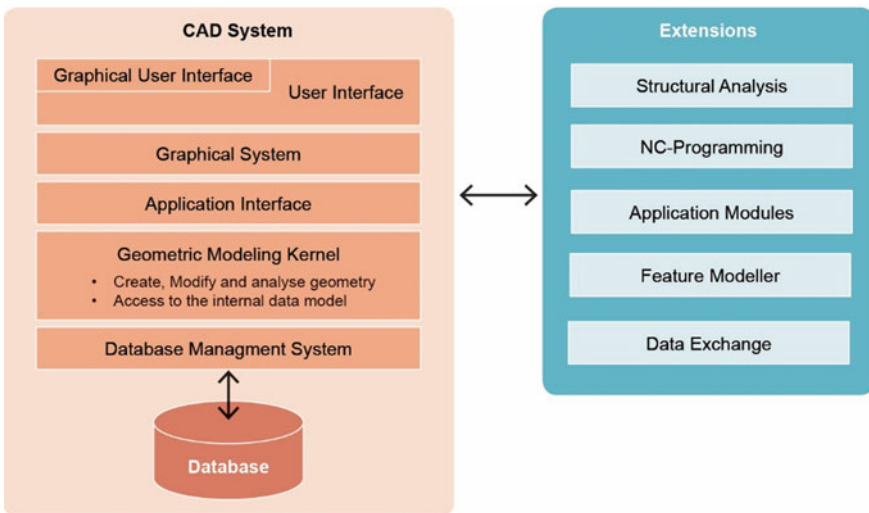 CAD System
Graphical User Interface
User Interface
Graphical System
Application Interface
Geometric Modeling Kernel
• Create, Modify and analyse geometry
• Access to the internal data model
Database Managment System
Database
Extensions
Structural Analysis
NC-Programming
Application Modules
Feature Modeller
Data Exchange